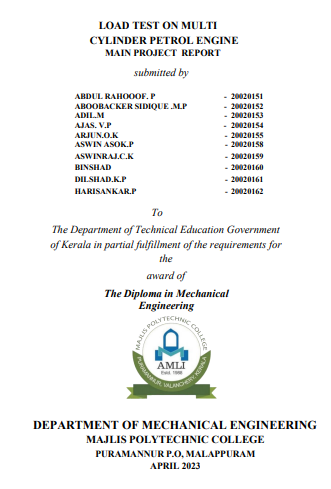 LOAD TEST ON MULTI
CYLINDER PETROL ENGINE
MAIN PROJECT REPORT
submitted by
ABDUL RAHOOOF. P - 20020151
ABOOBACKER SIDIQUE .M.P - 20020152
ADIL.M - 20020153
AJAS. V.P - 20020154
ARJUN.O.K - 20020155
ASWIN ASOK.P - 20020158
ASWINRAJ.C.K - 20020159
BINSHAD - 20020160
DILSHAD.K.P - 20020161
HARISANKAR.P - 20020162
To
The Department of Technical Education Government
of Kerala in partial fulfillment of the requirements for
the
award of
The Diploma in Mechanical
Engineering
MAJLIS POLYTECHNIC COLLEGE
AMLI
Estd. 1998
PURAMANNUR, VALANCHERY, KERALA
DEPARTMENT OF MECHANICAL ENGINEERING
MAJLIS POLYTECHNIC COLLEGE
PURAMANNUR P.O, MALAPPURAM
APRIL 2023